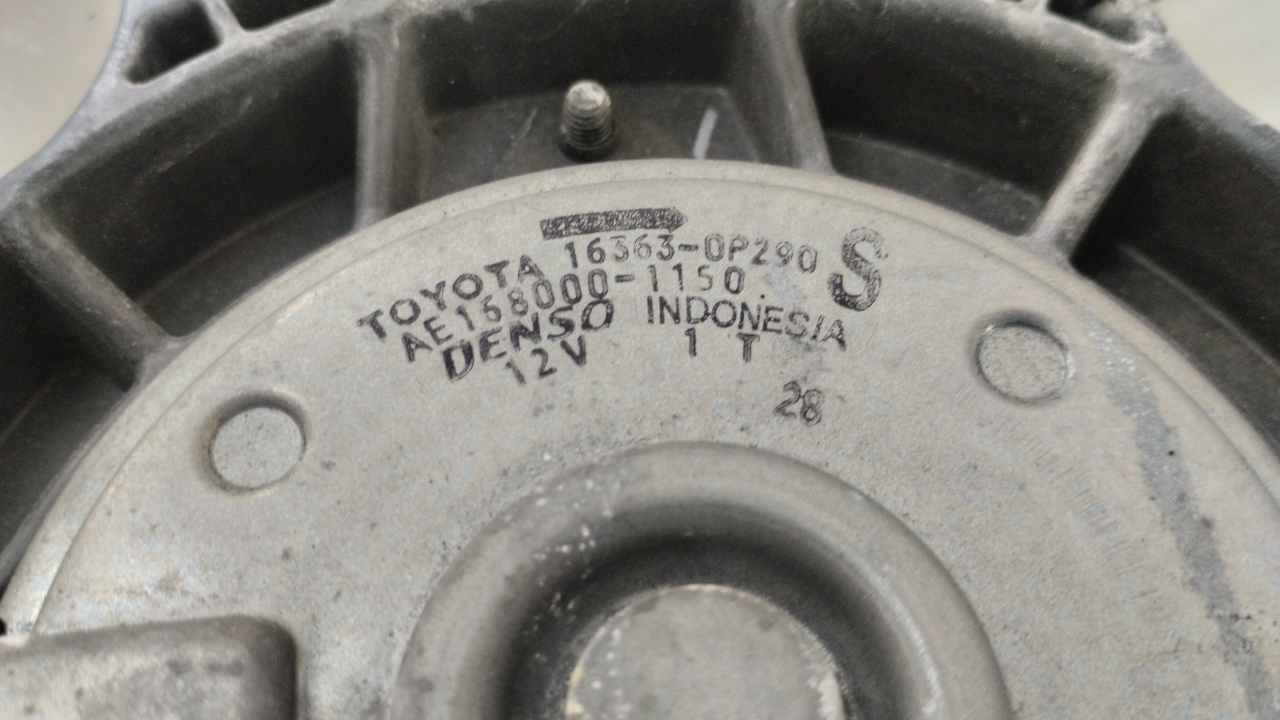 TOYOTA 16363-0P290 S
AE168000-1150
DENSO INDONESIA
12V 1 T
28